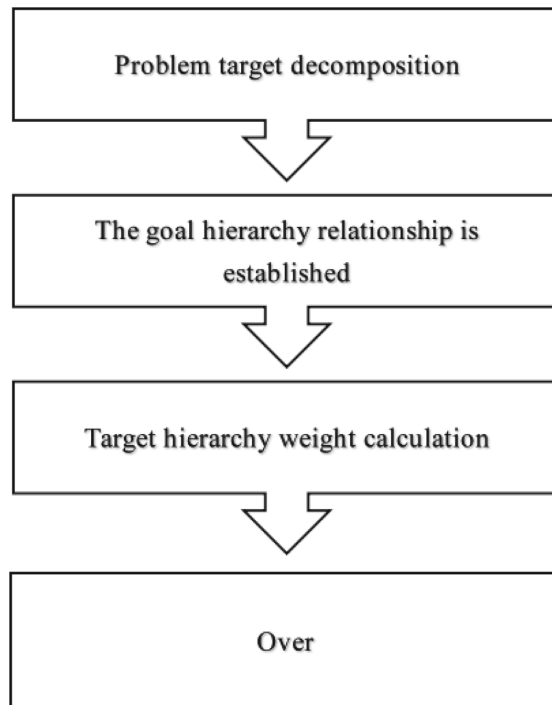 Problem target decomposition
The goal hierarchy relationship is
established
Target hierarchy weight calculation
Over